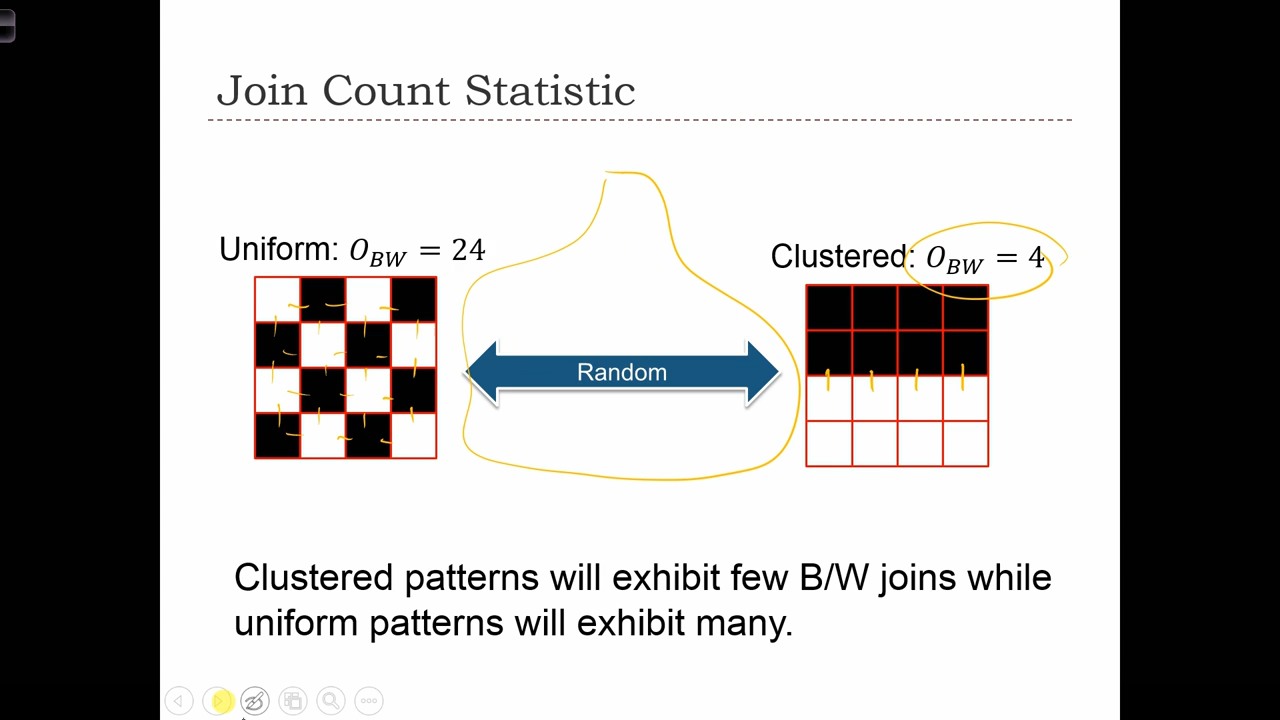 Join Count Statistic
Uniform: O_BW = 24
Clustered: O_BW = 4
Random
Clustered patterns will exhibit few B/W joins while
uniform patterns will exhibit many.